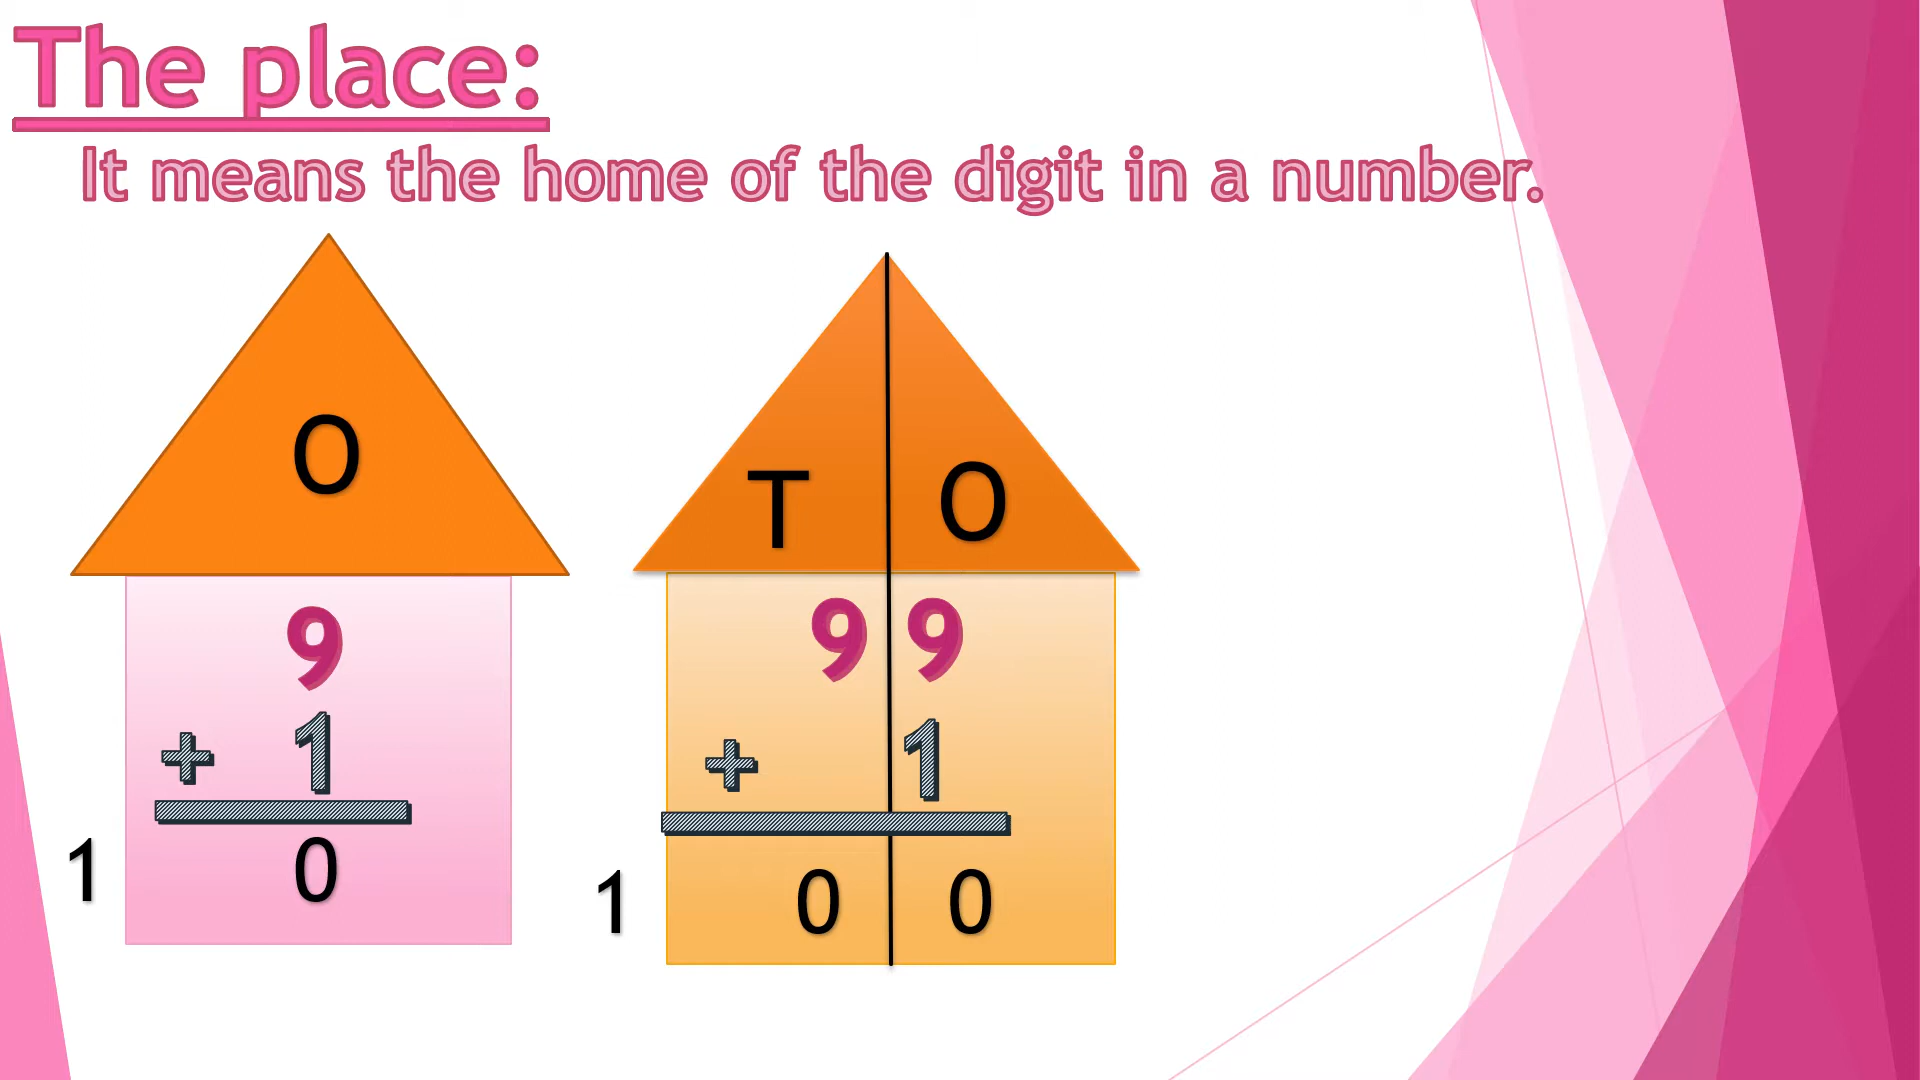 The place:
It means the home of the digit in a number.
O
T O
9
9 9
+ 1
+ 1
1 0
1 0 0